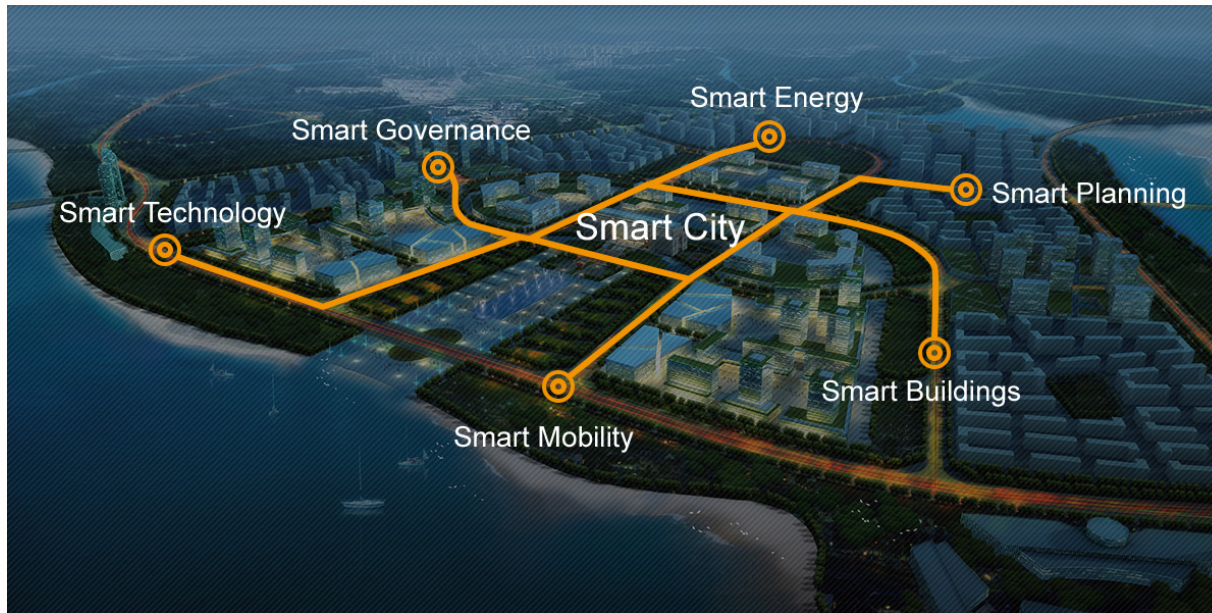 Smart Energy
Smart Governance
Smart Planning
Smart Technology
Smart City
Smart Buildings
Smart Mobility